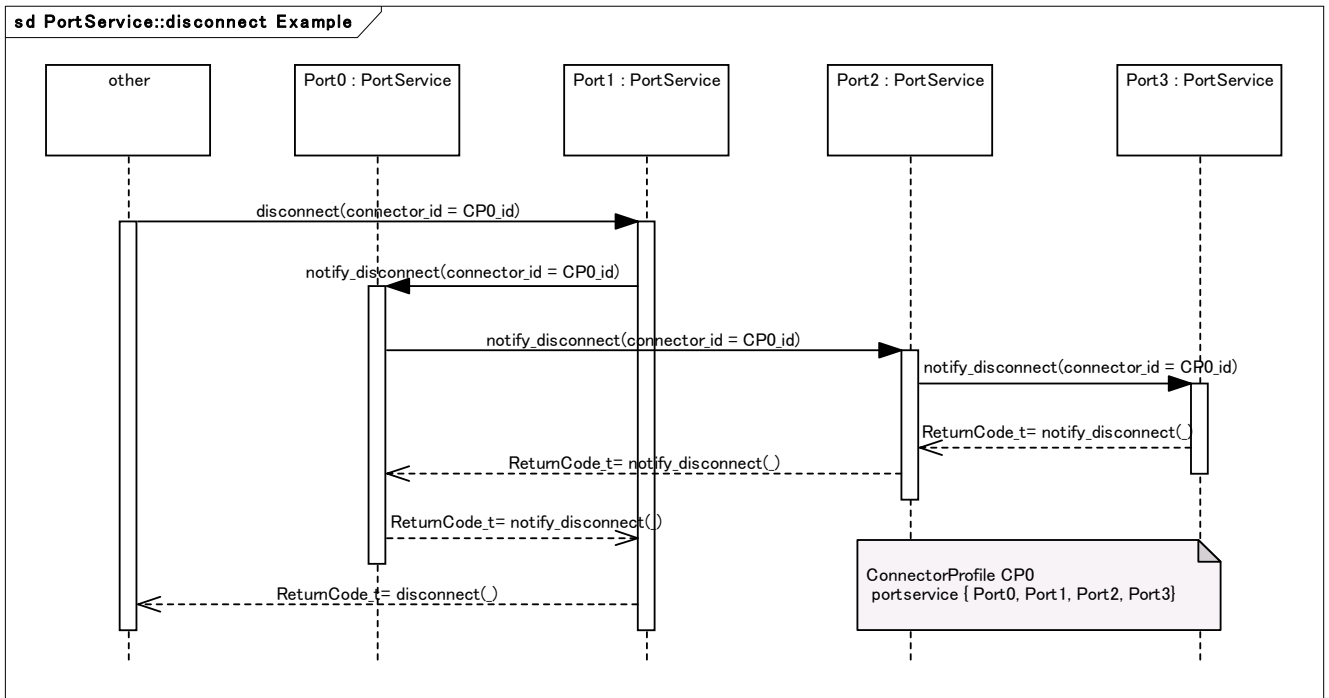 sd PortService::disconnect Example
other
Port0 : PortService
Port1 : PortService
Port2 : PortService
Port3 : PortService
disconnect(connector_id = CP0_id)
notify_disconnect(connector_id = CP0_id)
notify_disconnect(connector_id = CP0_id)
notify_disconnect(connector_id = CP0_id)
ReturnCode_t= notify_disconnect(_)
ReturnCode_t= notify_disconnect(_)
ReturnCode_t= notify_disconnect(_)
ReturnCode_t= disconnect(_)
ConnectorProfile CP0
portservice { Port0, Port1, Port2, Port3}